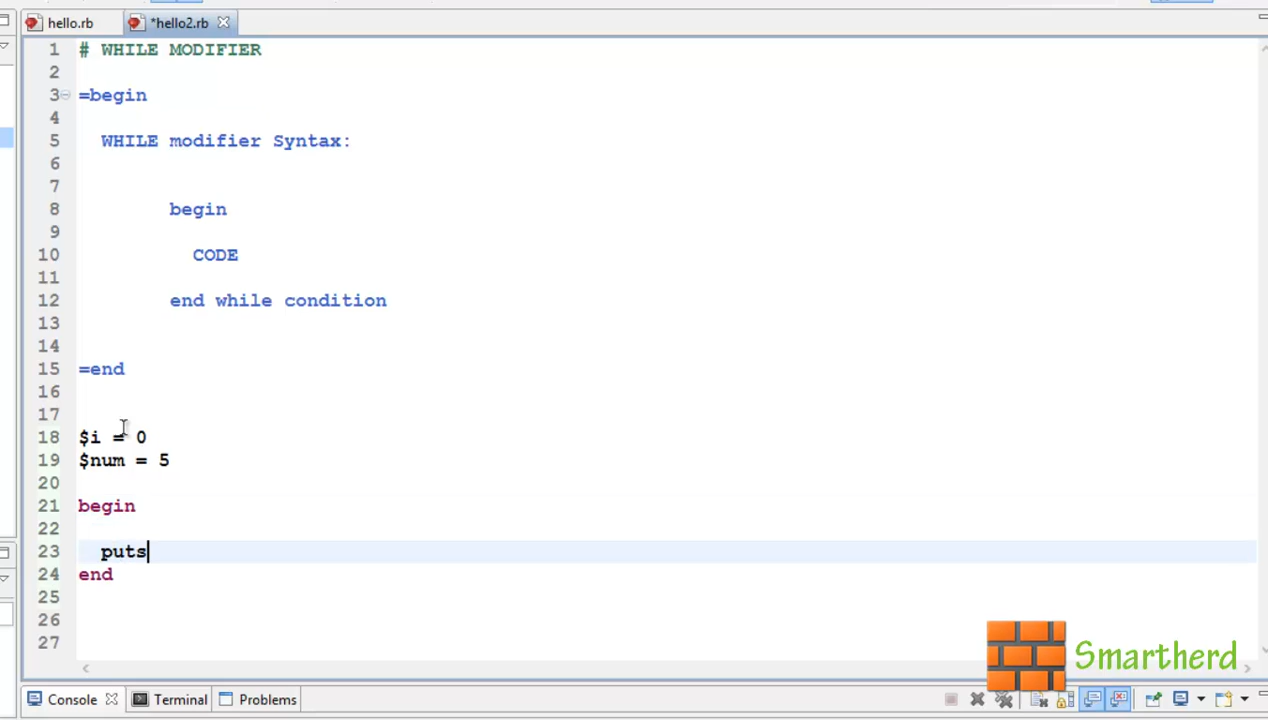 hello.rb *hello2.rb
1 # WHILE MODIFIER
2
3 =begin
4
5 WHILE modifier Syntax:
6
7
8 begin
9
10 CODE
11
12 end while condition
13
14
15 =end
16
17
18 $i = 0
19 $num = 5
20
21 begin
22
23 puts
24 end
25
26
27
Smartherd
Console Terminal Problems